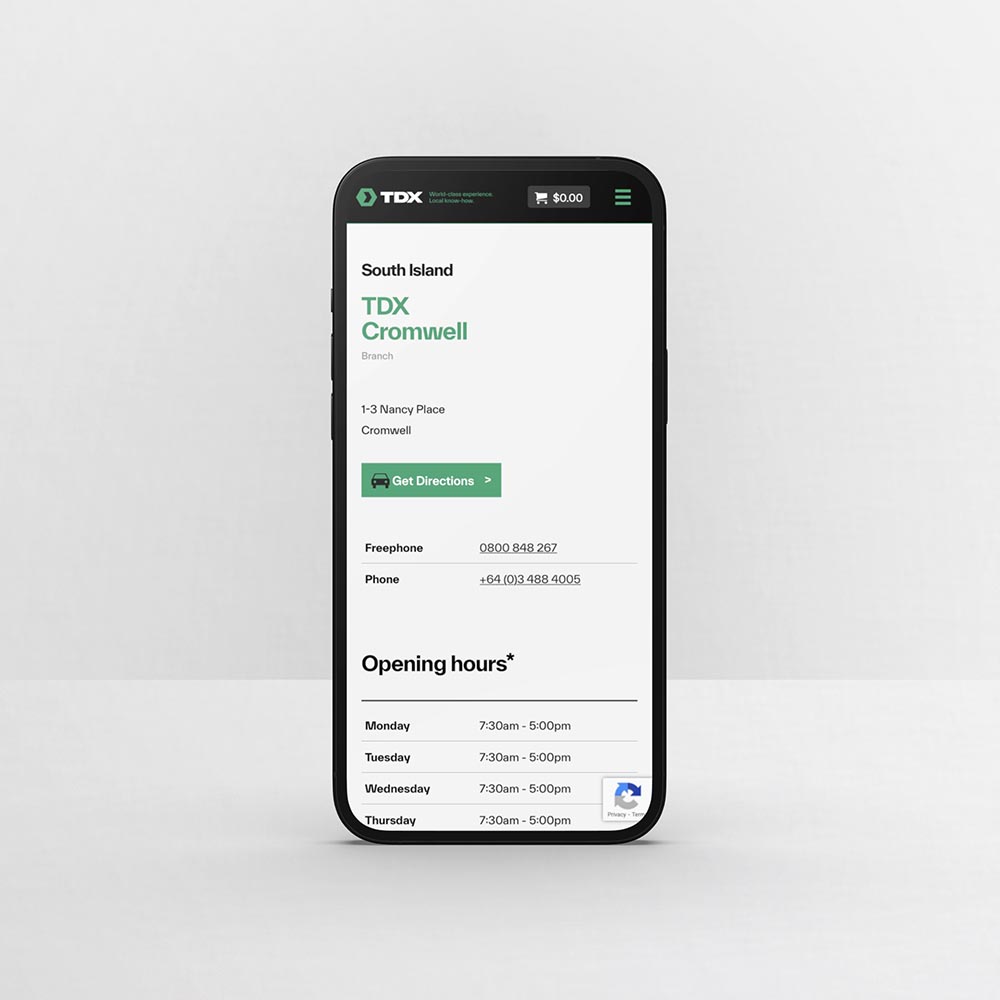 TDX
World-class experience.
Local know-how.
$0.00
South Island
TDX
Cromwell
Branch
1-3 Nancy Place
Cromwell
Get Directions >
Freephone 0800 848 267
Phone +64 (0)3 488 4005
Opening hours*
Monday 7:30am - 5:00pm
Tuesday 7:30am - 5:00pm
Wednesday 7:30am - 5:00pm
Thursday 7:30am - 5:00pm
Privacy - Term